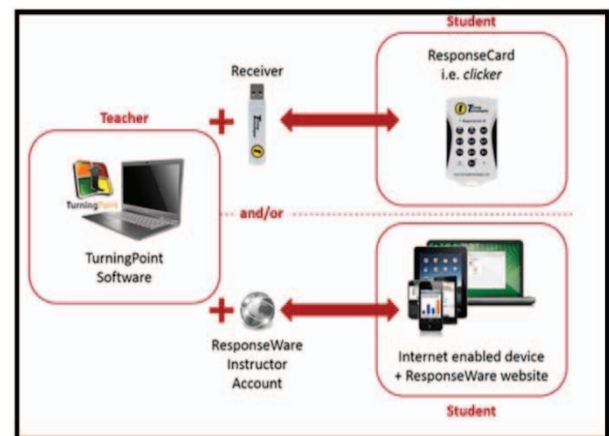 Student
ResponseCard
i.e. clicker
Receiver
Teacher
TurningPoint
TurningPoint
Software
and/or
ResponseWare
Instructor
Account
Internet enabled device
+ ResponseWare website
Student